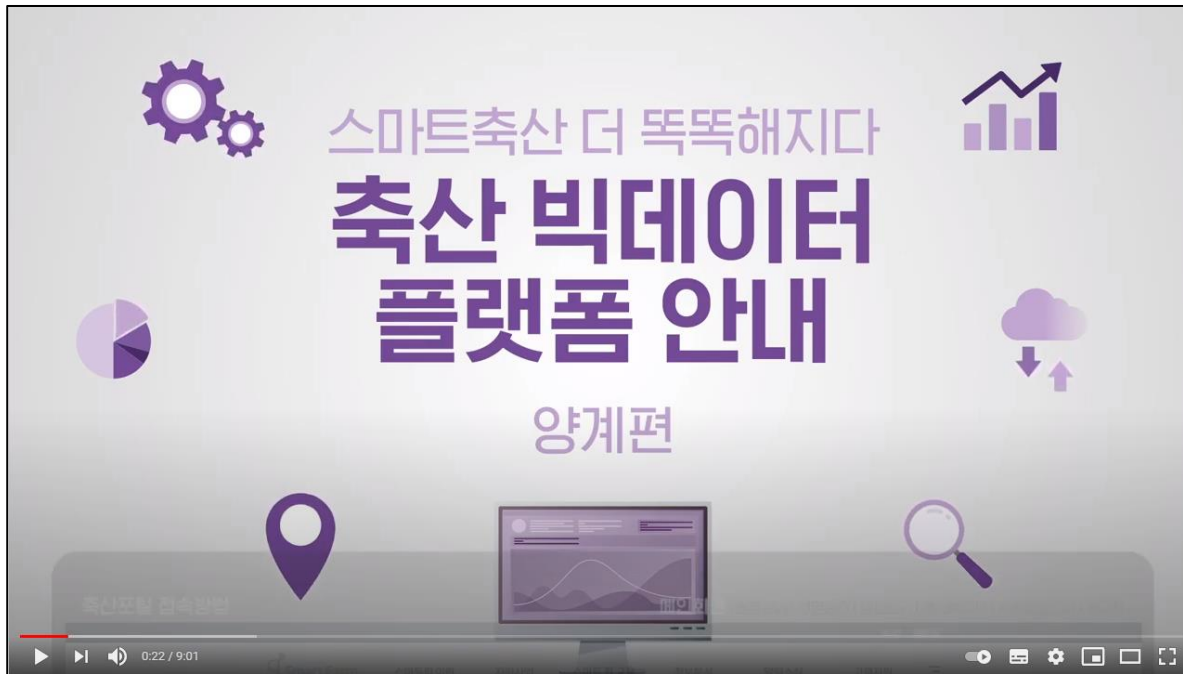 스마트축산 더 똑똑해지다
축산 빅데이터
플랫폼 안내
양계편
축산포털 접속방법
0:22 / 9:01